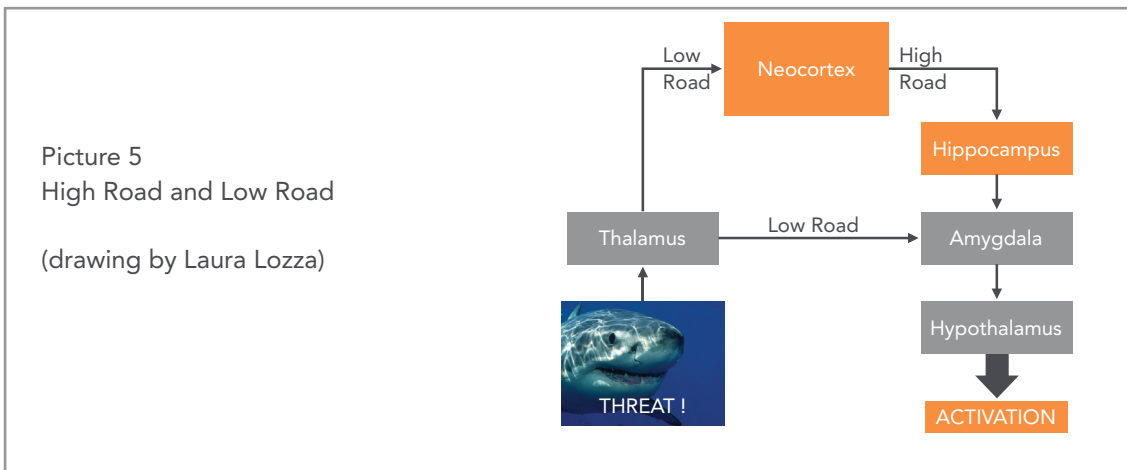 Picture 5
High Road and Low Road
(drawing by Laura Lozza)
Low
Road
Neocortex
High
Road
Hippocampus
Thalamus
Low Road
Amygdala
Hypothalamus
THREAT !
ACTIVATION